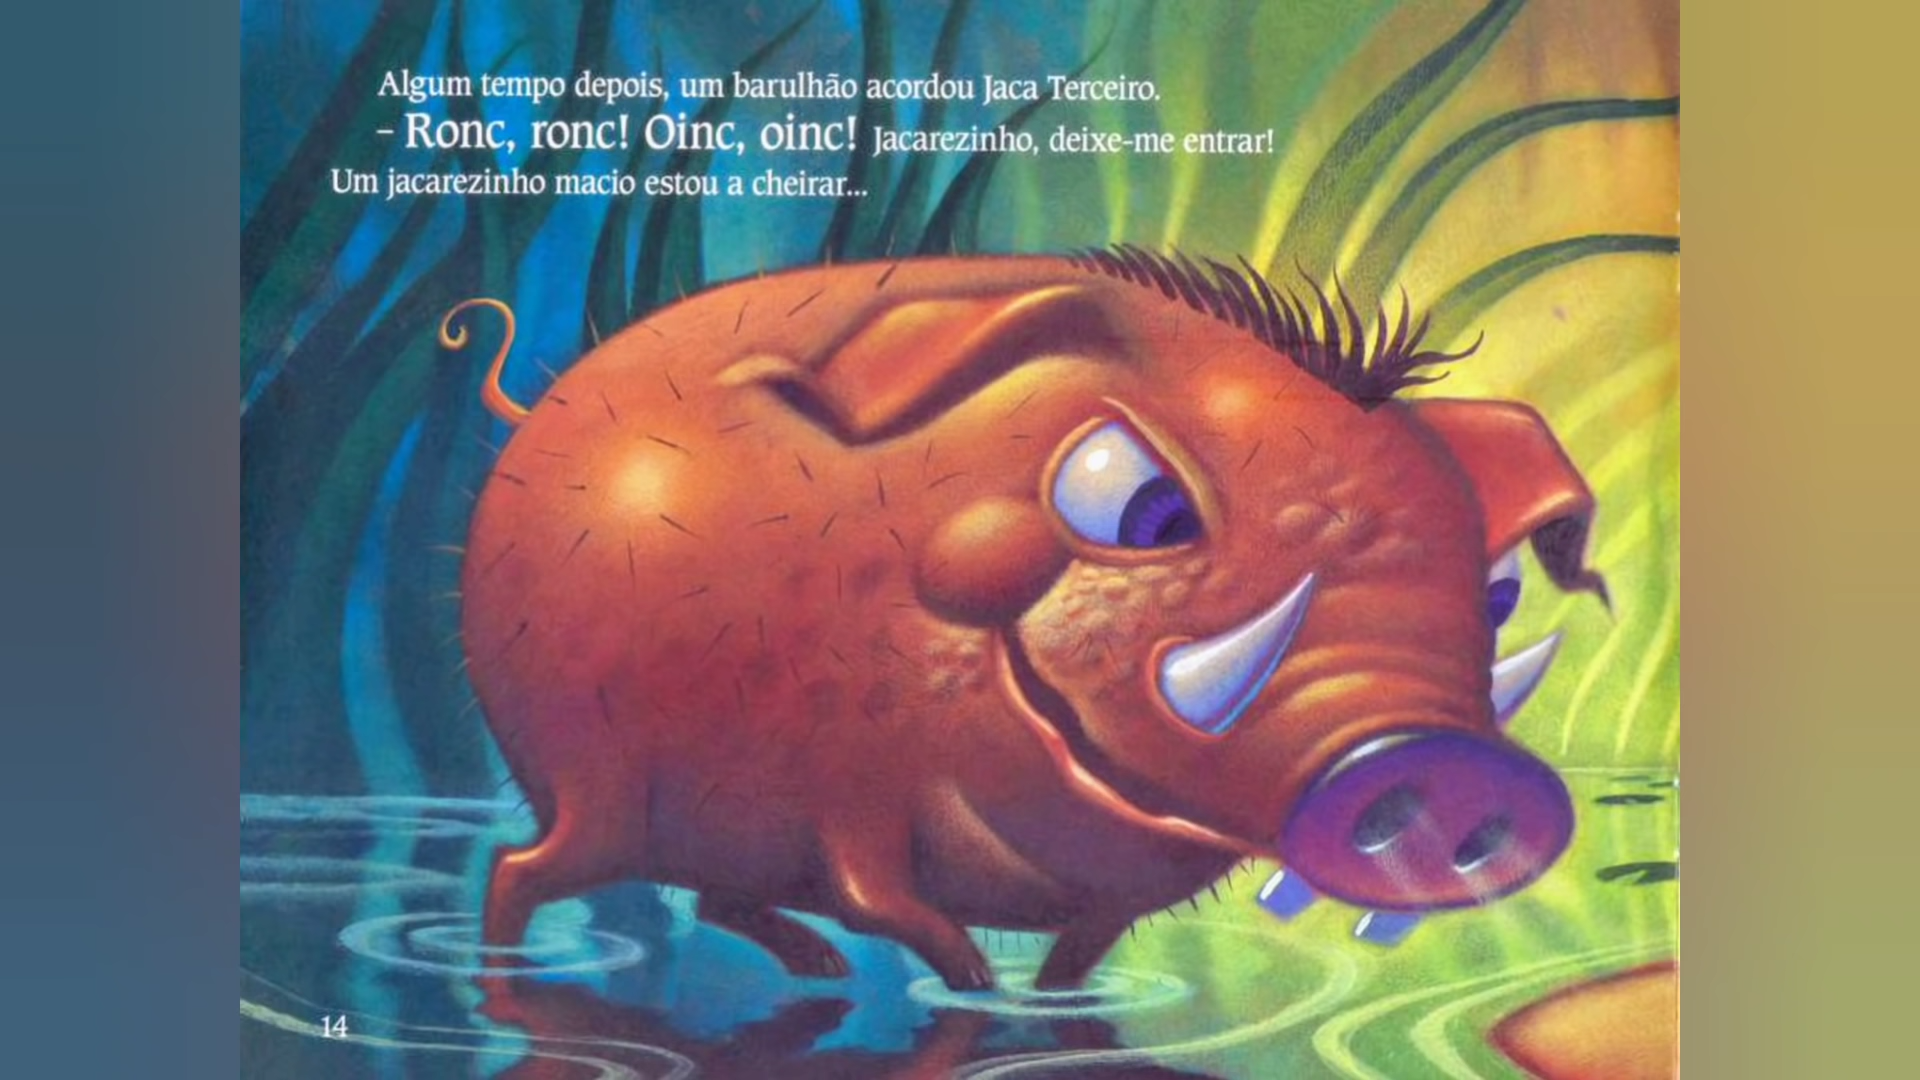 Algum tempo depois, um barulhão acordou Jaca Terceiro.
– Ronc, ronc! Oinc, oinc! Jacarezinho, deixe-me entrar!
Um jacarezinho macio estou a cheirar...
14